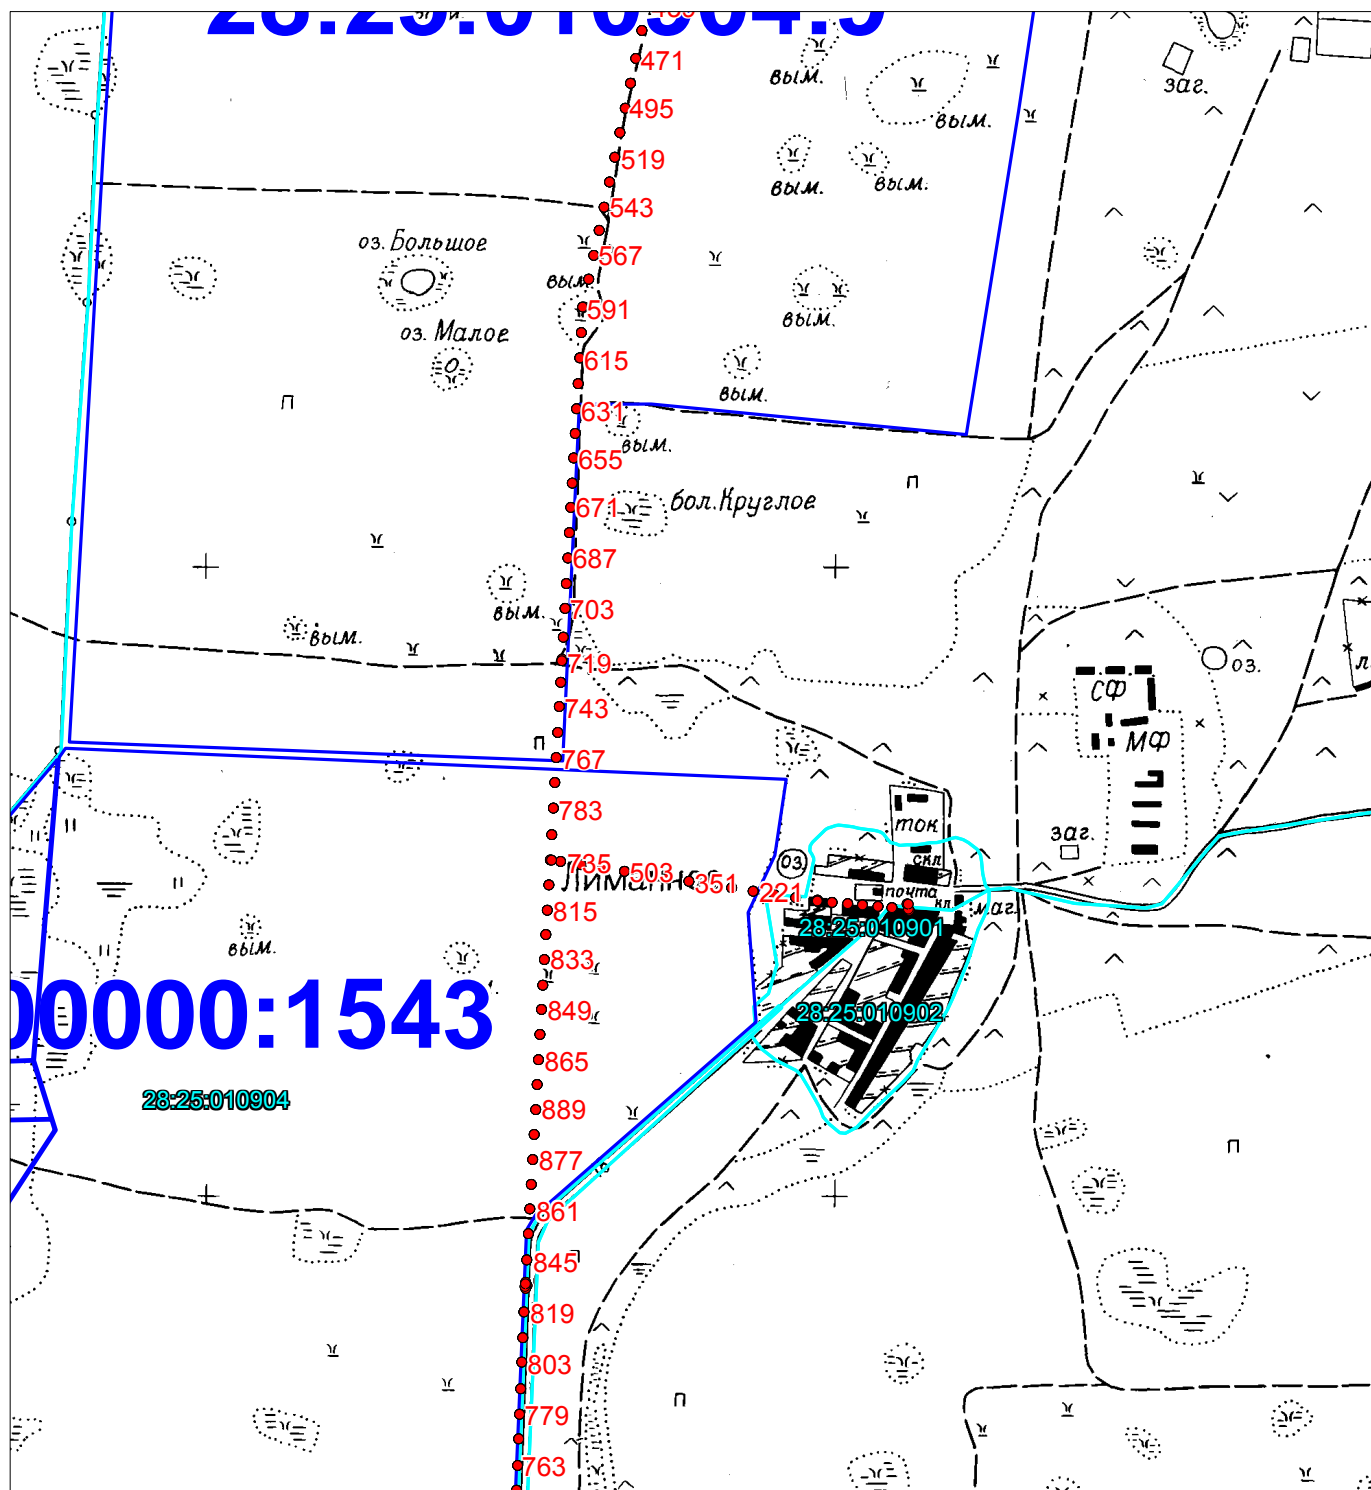 471
вым.
заг.
495
вым.
519
вым.
вым.
543
оз. Большое
567
вым
591
вым.
оз. Малое
615
вым.
П
631
вым.
655
П
бол. Круглое
671
687
703
вым.
вым.
719
оз.
СФ
743
П
МФ
767
783
ток
заг.
оз
скл
735
503
351
221
почта
кл
маг.
815
28:25:010901
вым.
833
00000:1543
849
28:25:010902
865
28:25:010904
889
877
П
861
845
П
819
803
779
П
763